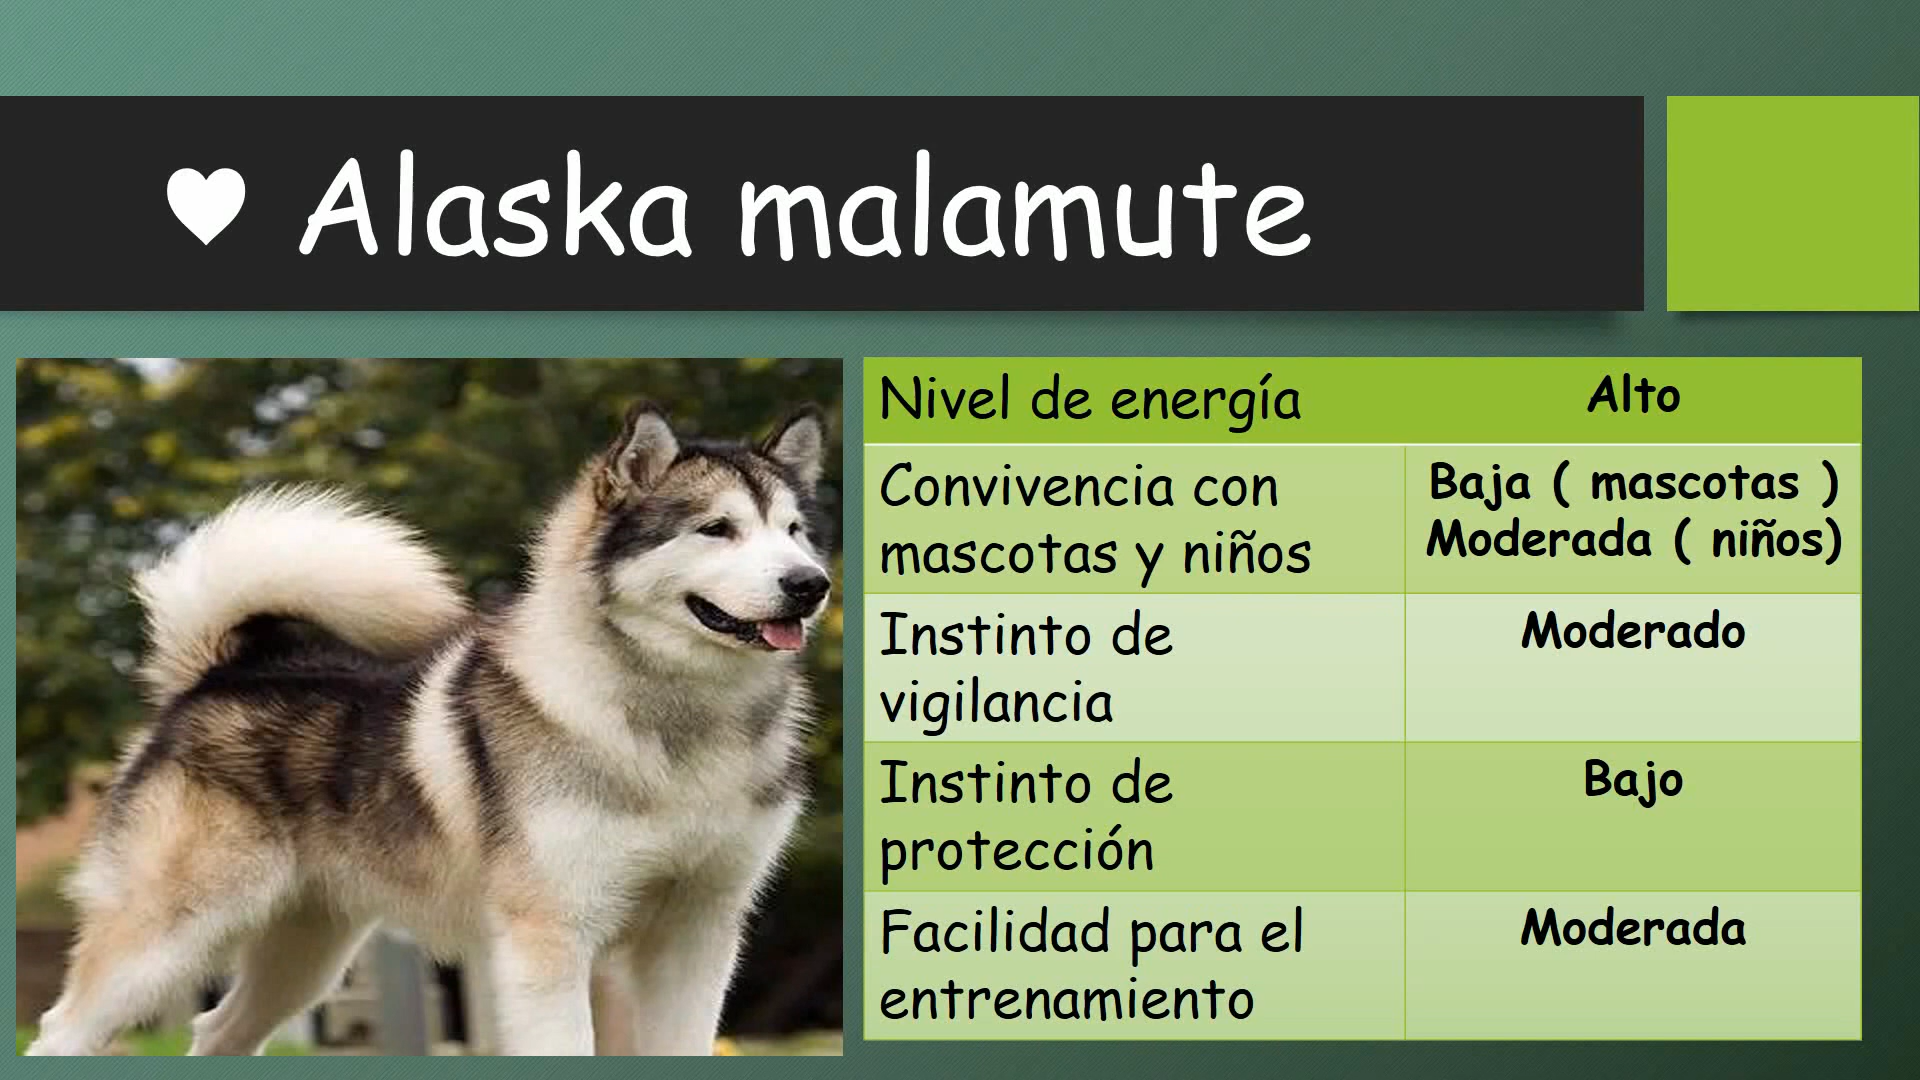 ♥ Alaska malamute
Nivel de energía
Alto
Convivencia con
mascotas y niños
Baja ( mascotas )
Moderada ( niños)
Instinto de
vigilancia
Moderado
Instinto de
protección
Bajo
Facilidad para el
entrenamiento
Moderada